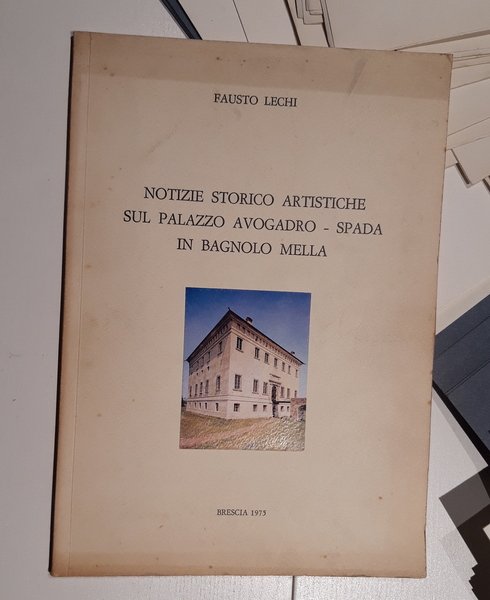 FAUSTO LECHI
NOTIZIE STORICO ARTISTICHE
SUL PALAZZO AVOGADRO - SPADA
IN BAGNOLO MELLA
BRESCIA 1975